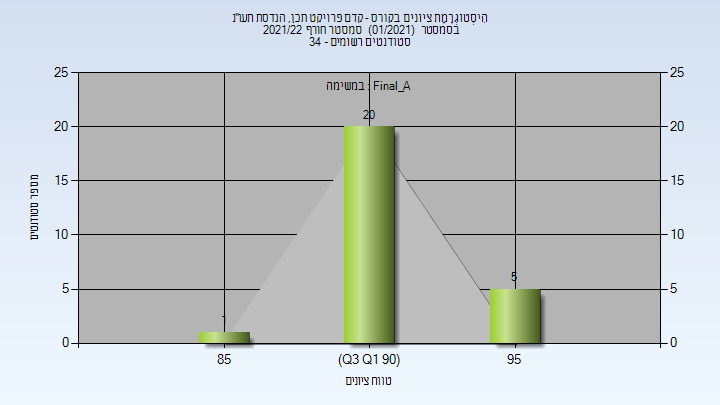 היסטוגרמת ציונים בקורס - קדם פרויקט תכן, הנדסת תעו"נ
בסמסטר (01/2021) סמסטר חורף 2021/22
סטודנטים רשומים - 34
במשימה : Final_A
25 25
20 20
15 15
10 10
5 5
0 0
1
20
5
מספר סטודנטים
85 (Q3 Q1 90) 95
טווח ציונים